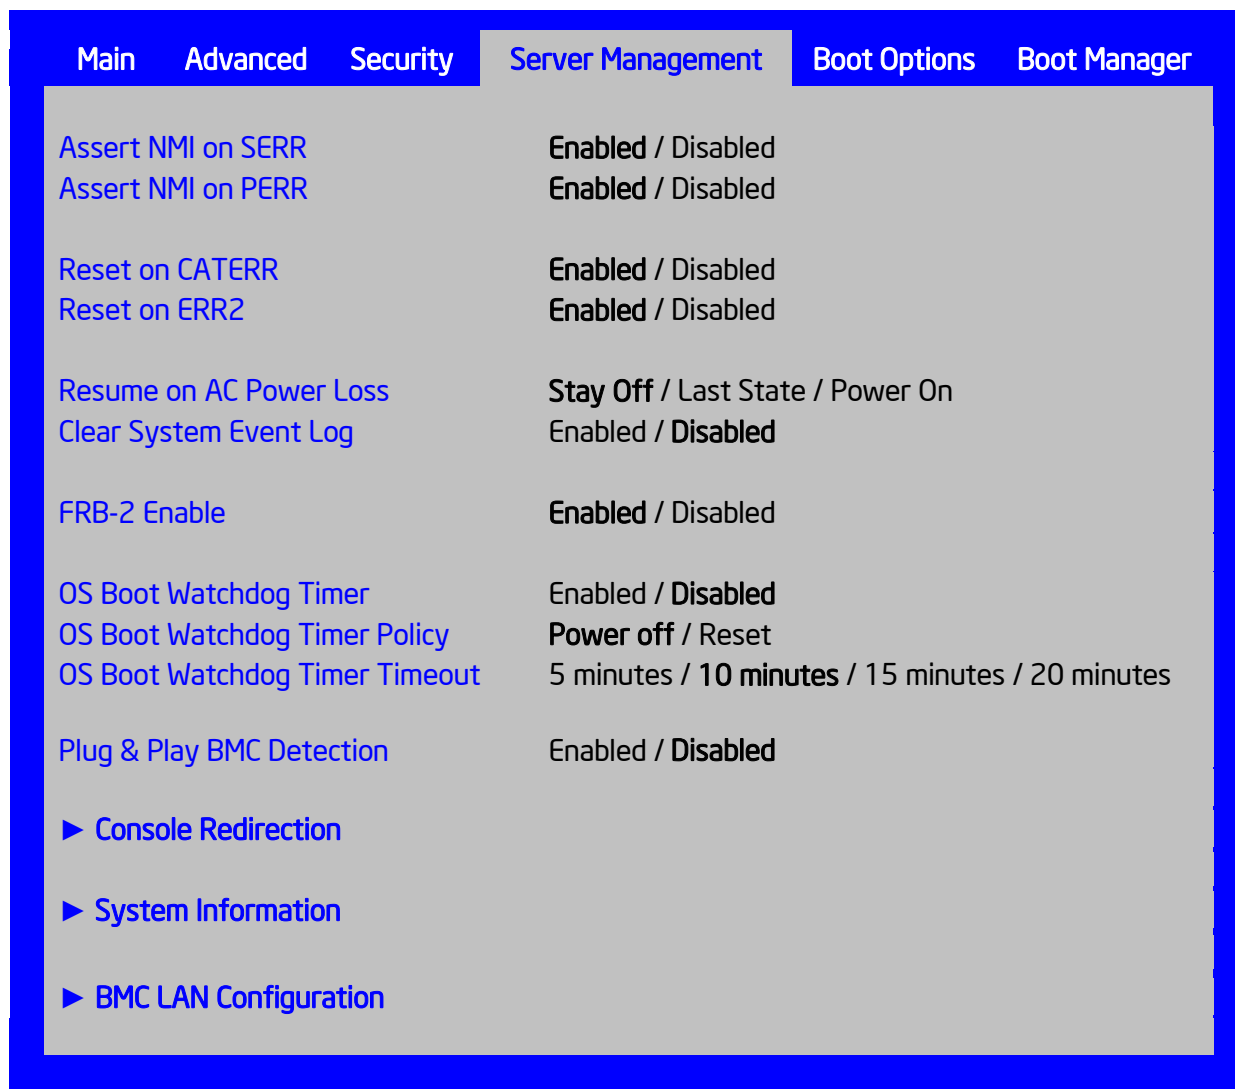 Main Advanced Security Server Management Boot Options Boot Manager
Assert NMI on SERR Enabled / Disabled
Assert NMI on PERR Enabled / Disabled
Reset on CATERR Enabled / Disabled
Reset on ERR2 Enabled / Disabled
Resume on AC Power Loss Stay Off / Last State / Power On
Clear System Event Log Enabled / Disabled
FRB-2 Enable Enabled / Disabled
OS Boot Watchdog Timer Enabled / Disabled
OS Boot Watchdog Timer Policy Power off / Reset
OS Boot Watchdog Timer Timeout 5 minutes / 10 minutes / 15 minutes / 20 minutes
Plug & Play BMC Detection Enabled / Disabled
► Console Redirection
► System Information
► BMC LAN Configuration